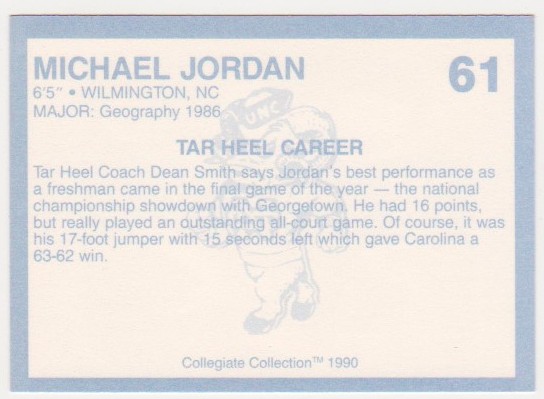 MICHAEL JORDAN 61
6'5" • WILMINGTON, NC
MAJOR: Geography 1986
UNC
TAR HEEL CAREER
Tar Heel Coach Dean Smith says Jordan's best performance as
a freshman came in the final game of the year — the national
championship showdown with Georgetown. He had 16 points,
but really played an outstanding all-court game. Of course, it was
his 17-foot jumper with 15 seconds left which gave Carolina a
63-62 win.
Collegiate Collection™ 1990